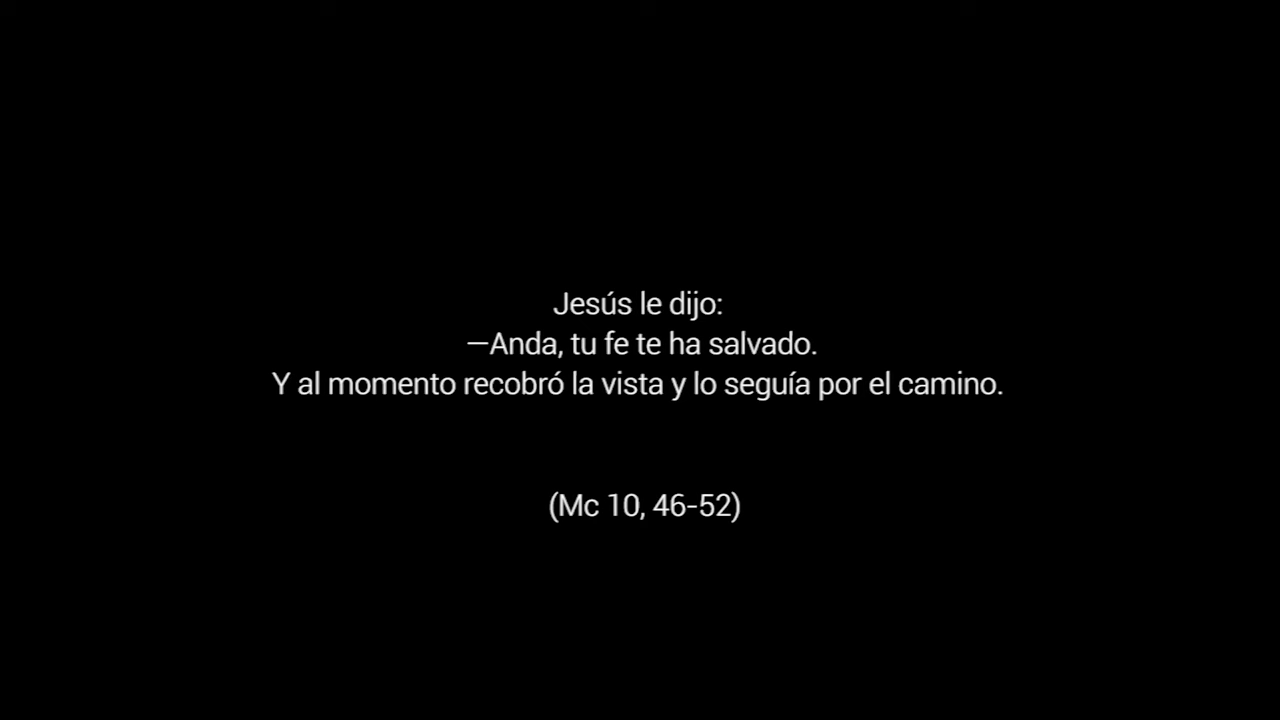 Jesús le dijo:
—Anda, tu fe te ha salvado.
Y al momento recobró la vista y lo seguía por el camino.
(Mc 10, 46-52)